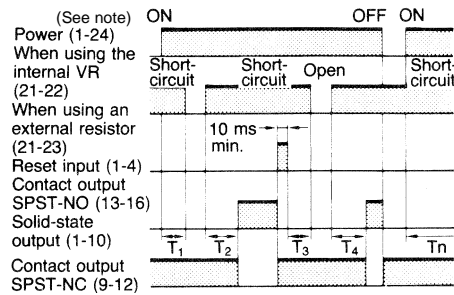 (See note) ON OFF ON
Power (1-24)
When using the
internal VR
(21-22)
Short-
circuit
Short-
circuit
Open
Short-
circuit
When using an
external resistor
(21-23)
10 ms
min.
Reset input (1-4)
Contact output
SPST-NO (13-16)
Solid-state
output (1-10)
T1 T2 T3 T4 Tn
Contact output
SPST-NC (9-12)